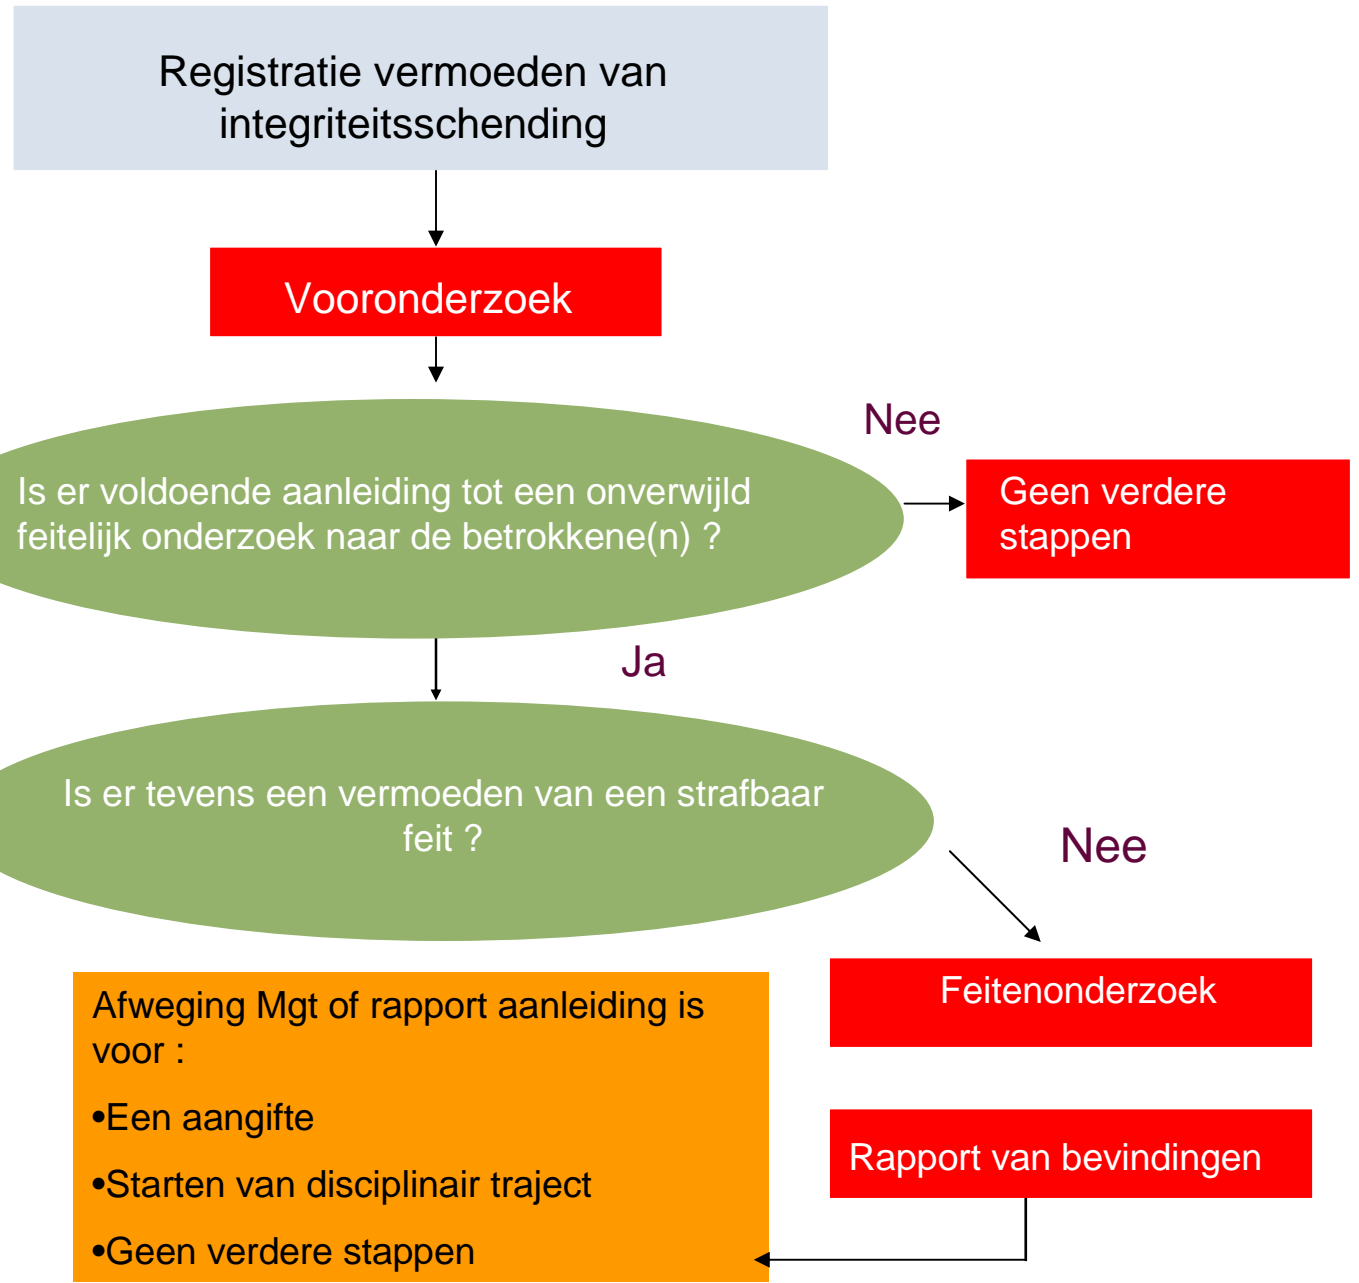 Registratie vermoeden van
integriteitsschending
Vooronderzoek
Nee
Is er voldoende aanleiding tot een onverwijld
feitelijk onderzoek naar de betrokkene(n) ?
Geen verdere
stappen
Ja
Is er tevens een vermoeden van een strafbaar
feit ?
Nee
Feitenonderzoek
Rapport van bevindingen
Afweging Mgt of rapport aanleiding is
voor :
•Een aangifte
•Starten van disciplinair traject
•Geen verdere stappen